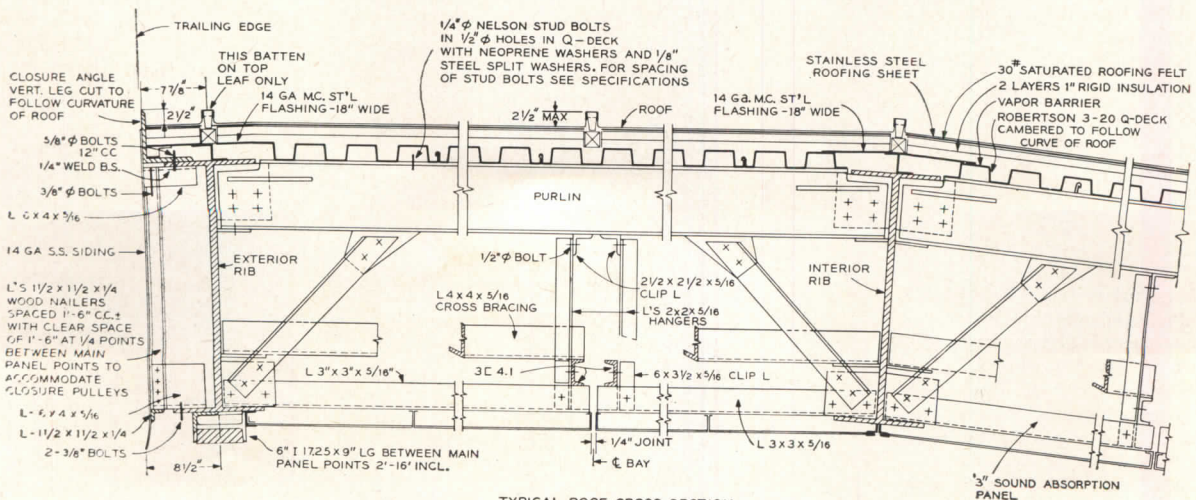 TRAILING EDGE
CLOSURE ANGLE
VERT. LEG CUT TO
FOLLOW CURVATURE
OF ROOF
7 7/8"
2 1/2"
THIS BATTEN
ON TOP
LEAF ONLY
14 GA M.C. ST'L
FLASHING-18" WIDE
1/4" φ NELSON STUD BOLTS
IN 1/2" φ HOLES IN Q-DECK
WITH NEOPRENE WASHERS AND 1/8"
STEEL SPLIT WASHERS. FOR SPACING
OF STUD BOLTS SEE SPECIFICATIONS
2 1/2" MAX
ROOF
14 Ga. M.C. ST'L
FLASHING-18" WIDE
STAINLESS STEEL
ROOFING SHEET
30# SATURATED ROOFING FELT
2 LAYERS 1" RIGID INSULATION
VAPOR BARRIER
ROBERTSON 3-20 Q-DECK
CAMBERED TO FOLLOW
CURVE OF ROOF
5/8" φ BOLTS
12" CC
1/4" WELD B.S.
3/8" φ BOLTS
L 6 x 4 x 5/16
14 GA S.S. SIDING
L'S 1 1/2 x 1 1/2 x 1/4
WOOD NAILERS
SPACED 1'-6" C.C.±
WITH CLEAR SPACE
OF 1'-6" AT 1/4 POINTS
BETWEEN MAIN
PANEL POINTS TO
ACCOMMODATE
CLOSURE PULLEYS
L - 6 x 4 x 5/16
L - 1 1/2 x 1 1/2 x 1/4
2 - 3/8" BOLTS
8 1/2"
EXTERIOR
RIB
PURLIN
1/2" φ BOLT
2 1/2 x 2 1/2 x 5/16
CLIP L
L'S 2x2x 5/16
HANGERS
L 4 x 4 x 5/16
CROSS BRACING
INTERIOR
RIB
L 3" x 3" x 5/16"
3 [ 4.1
6 x 3 1/2 x 5/16 CLIP L
L 3 x 3 x 5/16
6" I 17.25 x 9" LG BETWEEN MAIN
PANEL POINTS 2'-16' INCL.
1/4" JOINT
℄ BAY
3" SOUND ABSORPTION
PANEL
TYPICAL ROOF CROSS SECTION